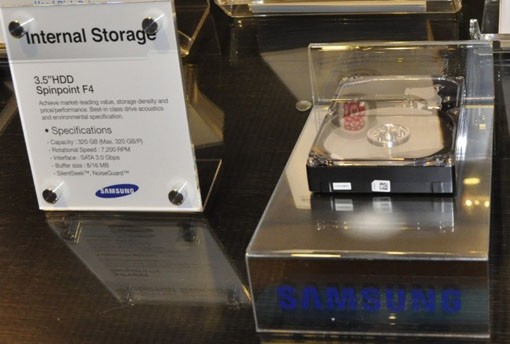 Internal Storage
3.5"HDD
Spinpoint F4
Achieve market-leading value, storage density and
price/performance. Best-in class drive acoustics
and environmental specification.
• Specifications
- Capacity : 320 GB (Max. 320 GB/P)
- Rotational Speed : 7,200 RPM
- Interface : SATA 3.0 Gbps
- Buffer size : 8/16 MB
- SilentSeek™, NoiseGuard™
SAMSUNG
SAMSUNG